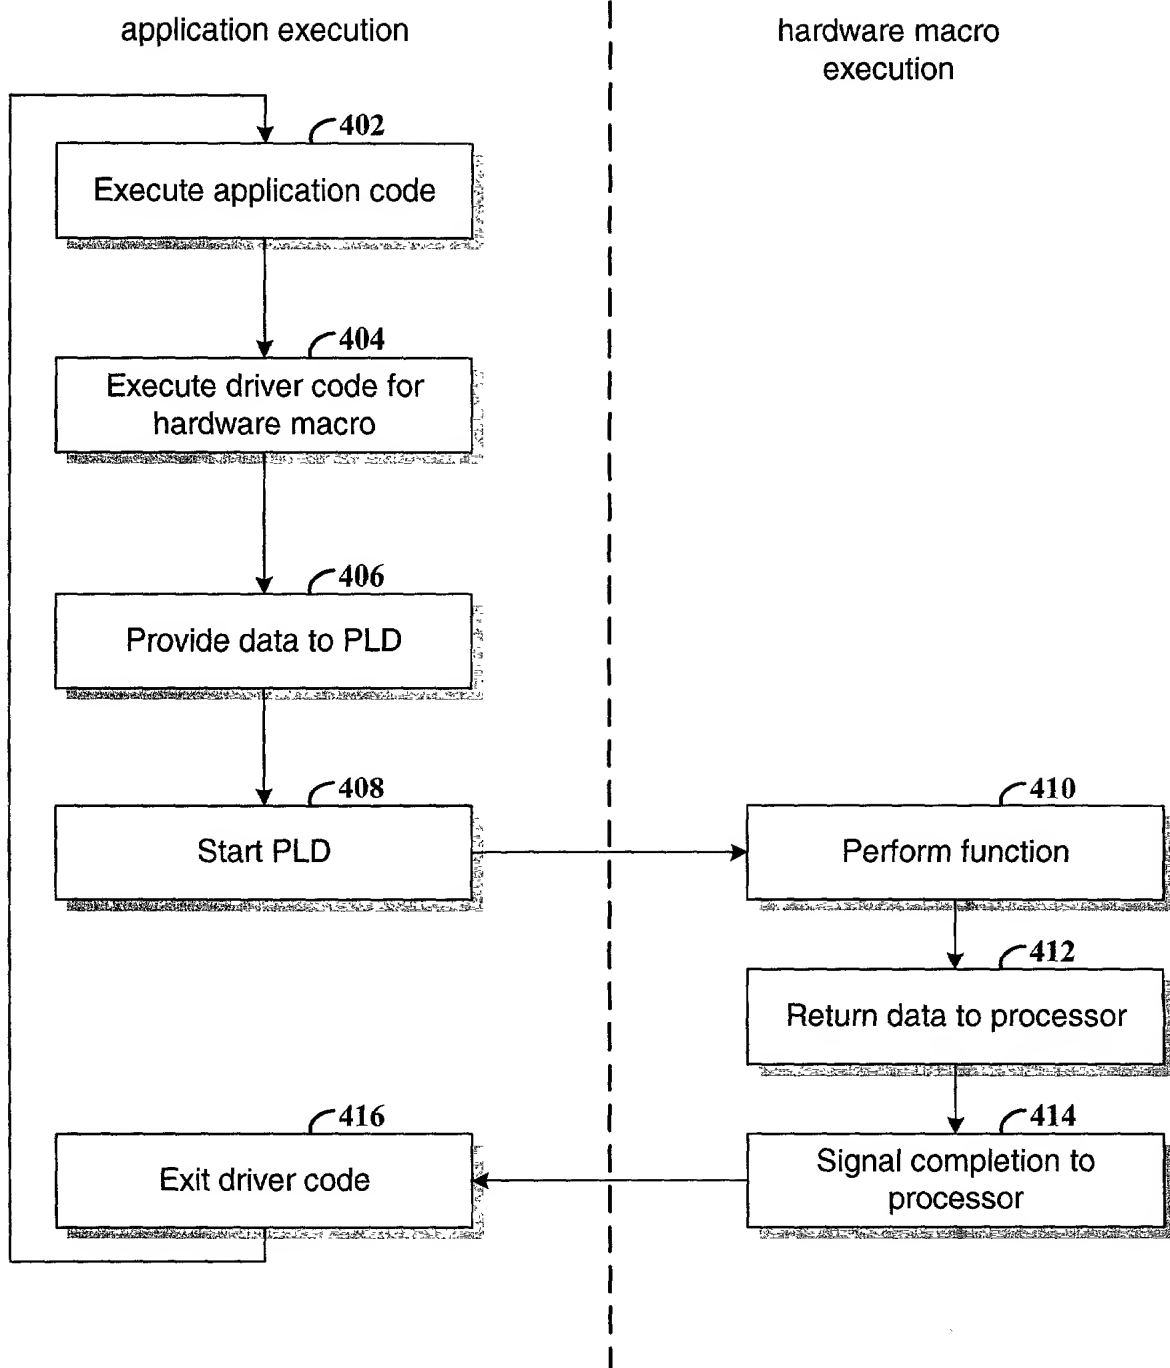 application execution
hardware macro
execution
402
Execute application code
404
Execute driver code for
hardware macro
406
Provide data to PLD
408
Start PLD
410
Perform function
412
Return data to processor
414
Signal completion to
processor
416
Exit driver code